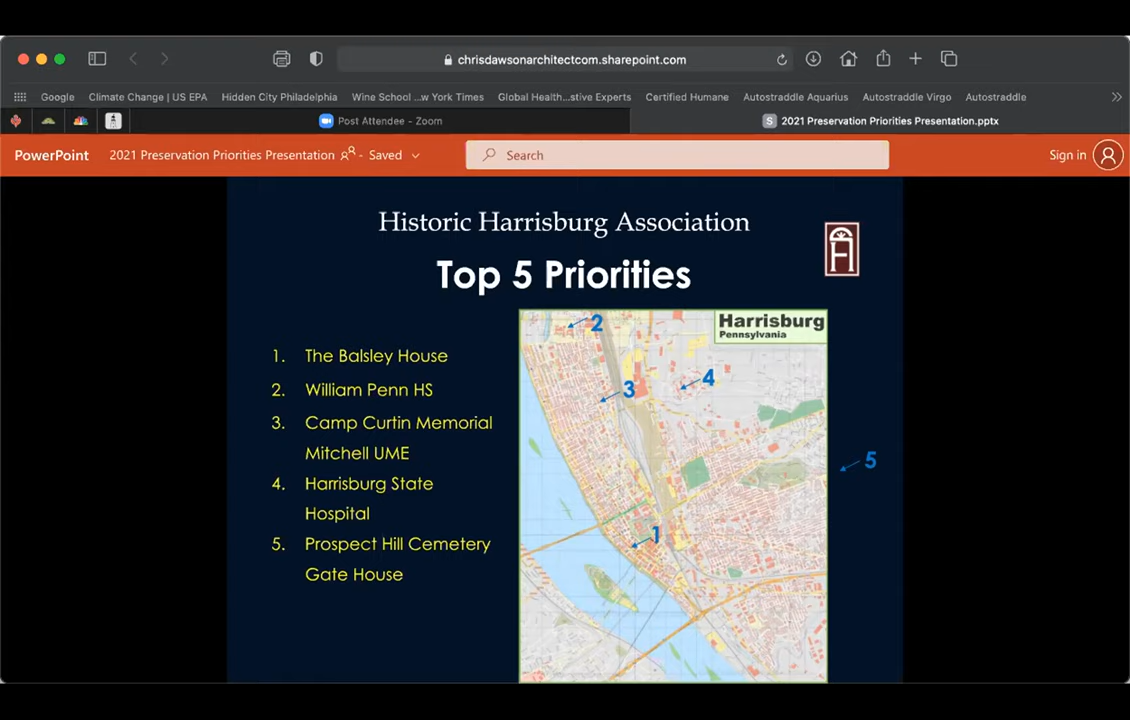 chrisdawsonarchitectcom.sharepoint.com
Google Climate Change | US EPA Hidden City Philadelphia Wine School ...w York Times Global Health...stive Experts Certified Humane Autostraddle Aquarius Autostraddle Virgo Autostraddle
Post Attendee - Zoom
S 2021 Preservation Priorities Presentation.pptx
PowerPoint 2021 Preservation Priorities Presentation - Saved Search Sign in
Historic Harrisburg Association
Top 5 Priorities
1. The Balsley House
2. William Penn HS
3. Camp Curtin Memorial
Mitchell UME
4. Harrisburg State
Hospital
5. Prospect Hill Cemetery
Gate House
Harrisburg
Pennsylvania
2
3
4
5
1